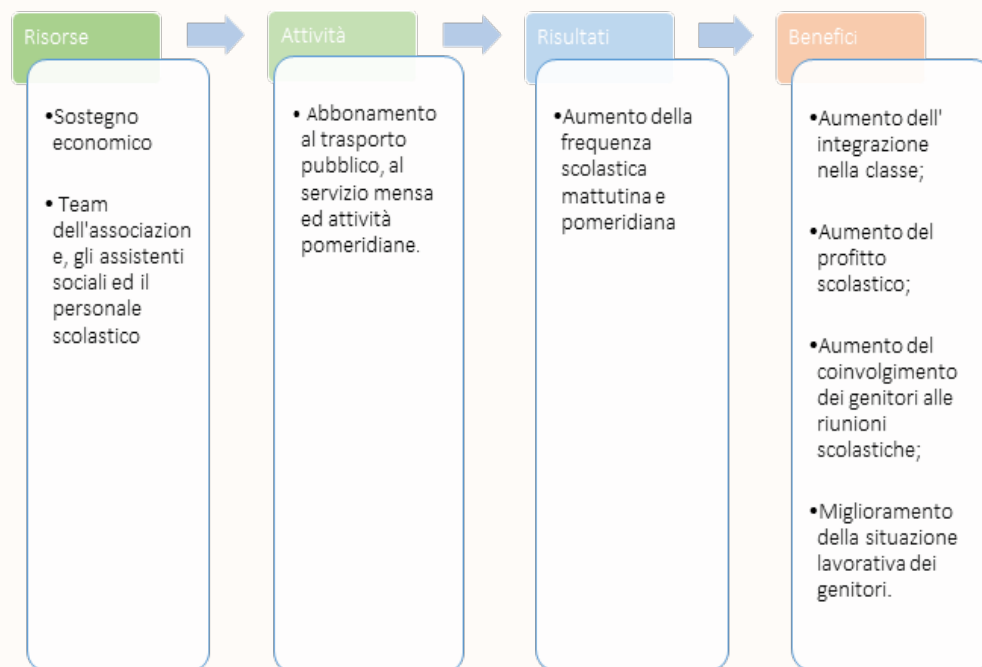 Risorse
•Sostegno
economico
• Team
dell'associazion
e, gli assistenti
sociali ed il
personale
scolastico
Attività
• Abbonamento
al trasporto
pubblico, al
servizio mensa
ed attività
pomeridiane.
Risultati
•Aumento della
frequenza
scolastica
mattutina e
pomeridiana
Benefici
•Aumento dell'
integrazione
nella classe;
•Aumento del
profitto
scolastico;
•Aumento del
coinvolgimento
dei genitori alle
riunioni
scolastiche;
•Miglioramento
della situazione
lavorativa dei
genitori.